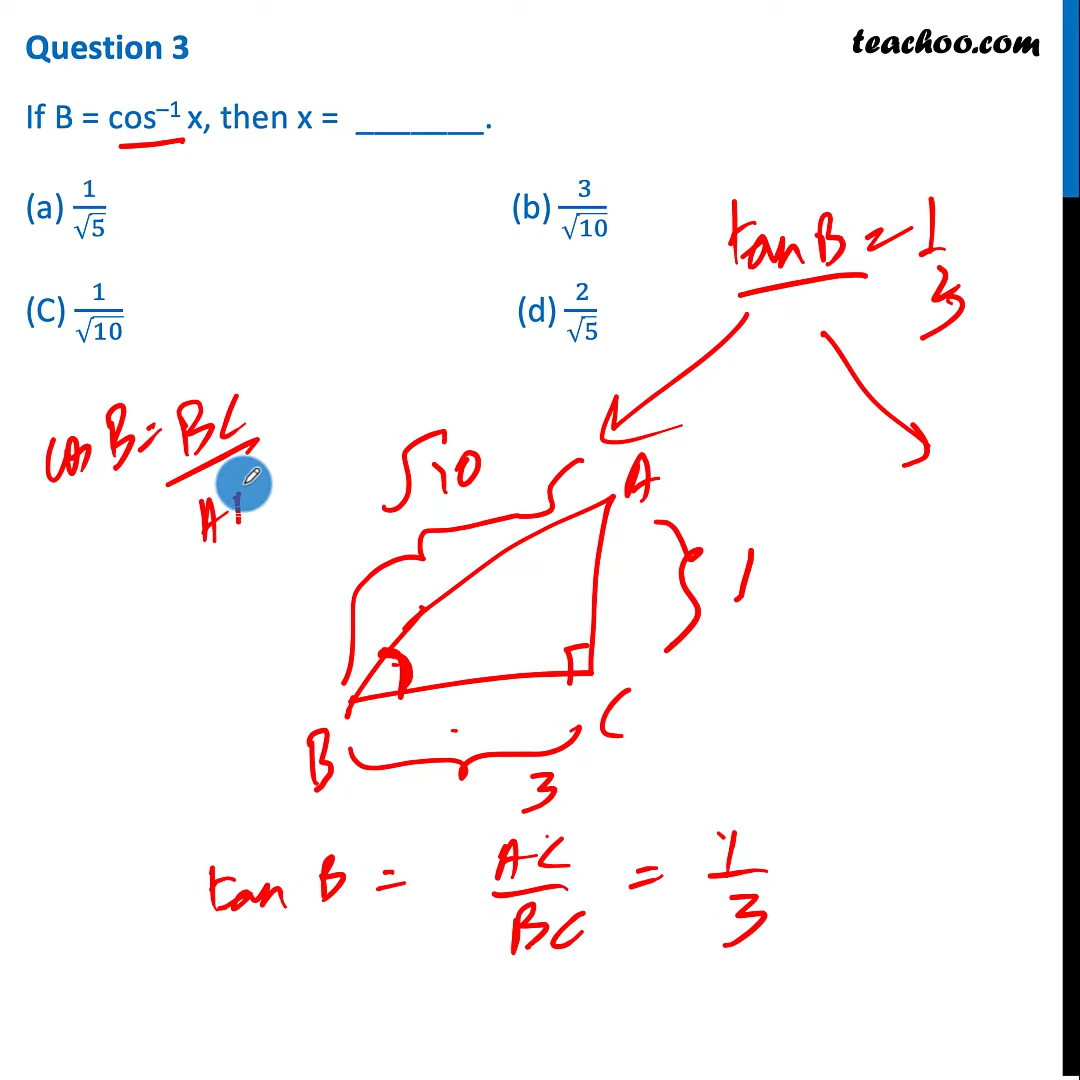 Question 3
teachoo.com
If B = cos⁻¹ x, then x = ________.
(a) 1/√5
(b) 3/√10
(C) 1/√10
(d) 2/√5
tan B = 1/3
cos B = BC/A
√10
A
1
B
C
3
tan B = AC/BC = 1/3